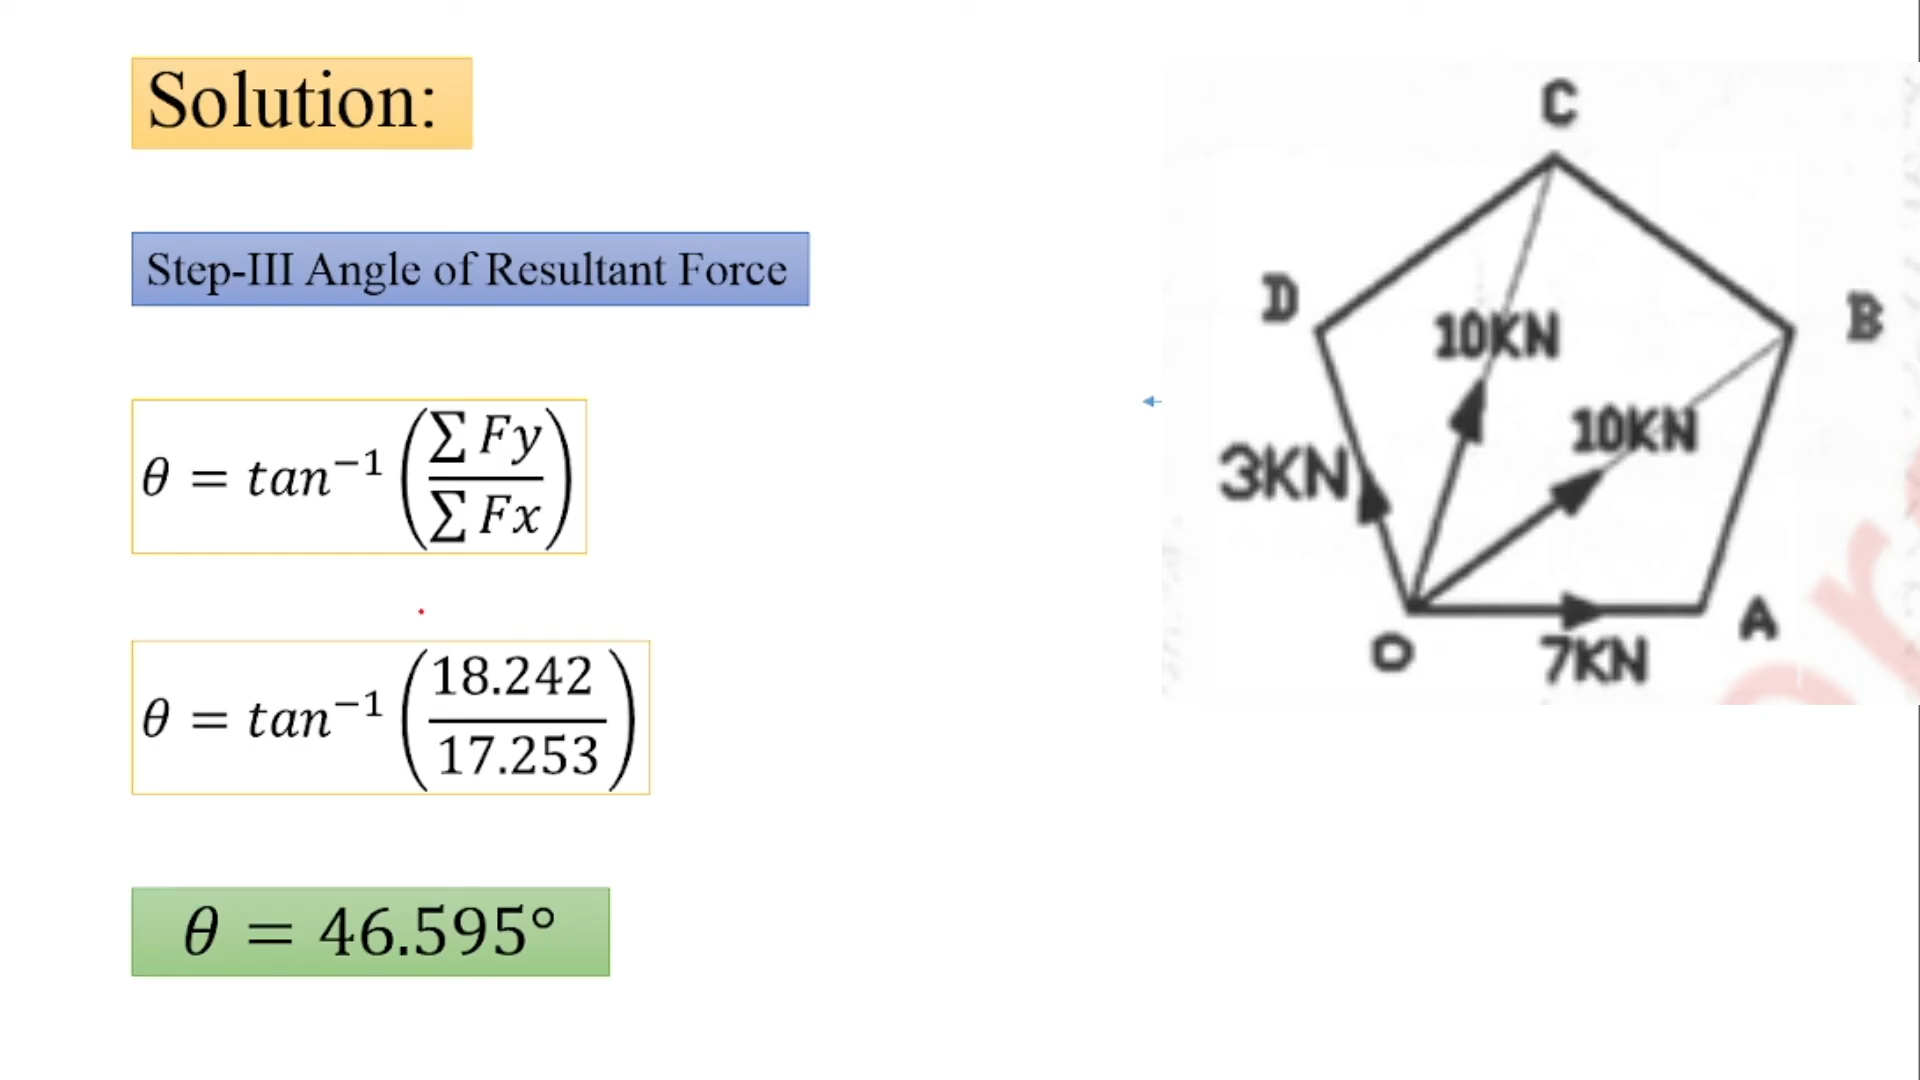 Solution:
Step-III Angle of Resultant Force
θ = tan⁻¹ (∑ Fy / ∑ Fx)
θ = tan⁻¹ (18.242 / 17.253)
θ = 46.595°
C
D
B
10KN
10KN
3KN
O
A
7KN